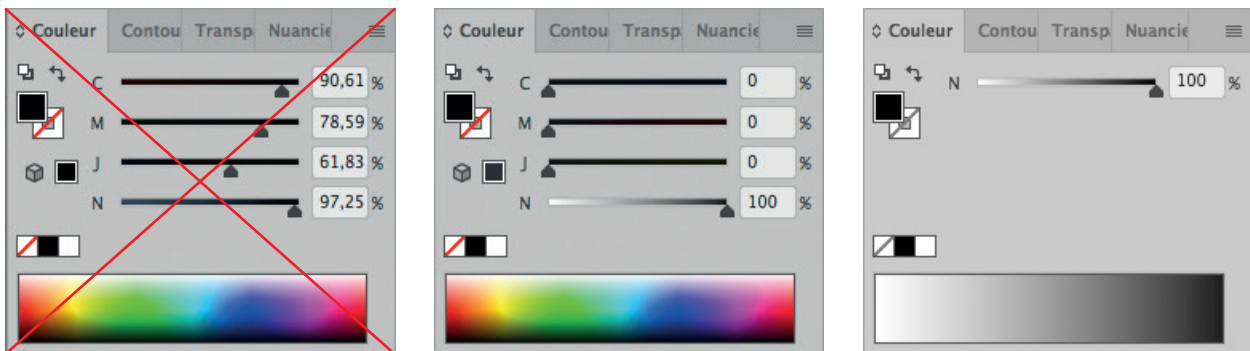 Couleur Contou Transp Nuancie
C 90,61 %
M 78,59 %
J 61,83 %
N 97,25 %
Couleur Contou Transp Nuancie
C 0 %
M 0 %
J 0 %
N 100 %
Couleur Contou Transp Nuancie
N 100 %